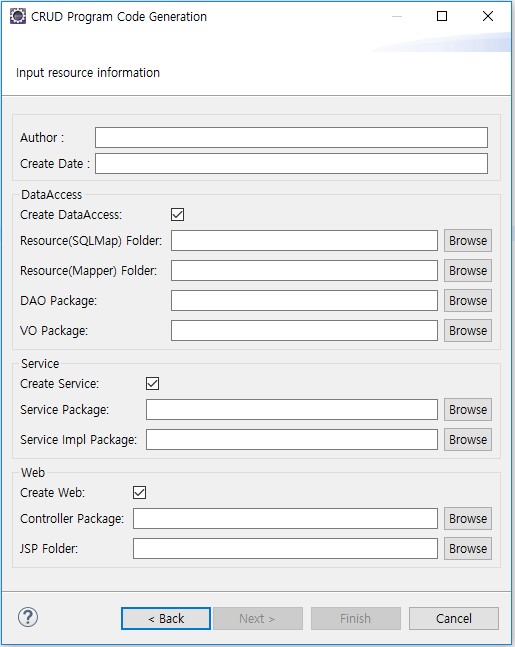 CRUD Program Code Generation
Input resource information
Author :
Create Date :
DataAccess
Create DataAccess:
Resource(SQLMap) Folder: Browse
Resource(Mapper) Folder: Browse
DAO Package: Browse
VO Package: Browse
Service
Create Service:
Service Package: Browse
Service Impl Package: Browse
Web
Create Web:
Controller Package: Browse
JSP Folder: Browse
? < Back Next > Finish Cancel